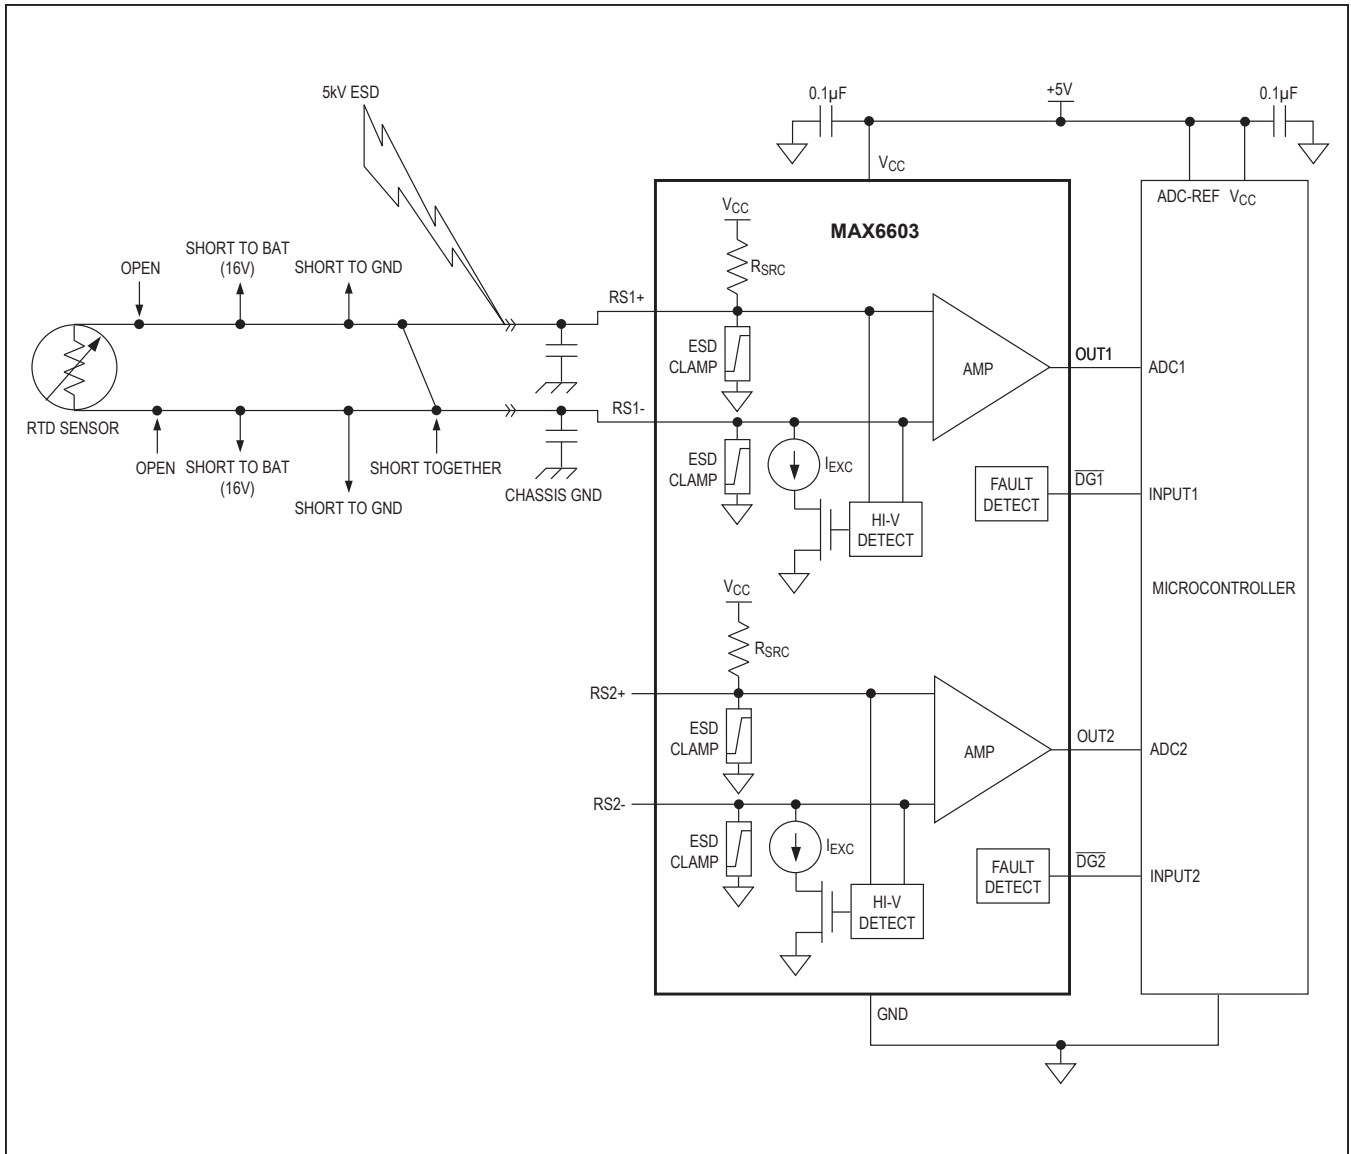 5kV ESD
0.1µF
+5V
0.1µF
VCC
ADC-REF
VCC
MAX6603
VCC
RSRC
OPEN
SHORT TO BAT
(16V)
SHORT TO GND
RS1+
ESD
CLAMP
AMP
OUT1
ADC1
RTD SENSOR
OPEN
SHORT TO BAT
(16V)
SHORT TO GND
SHORT TOGETHER
CHASSIS GND
RS1-
ESD
CLAMP
IEXC
HI-V
DETECT
FAULT
DETECT
DG1
INPUT1
MICROCONTROLLER
VCC
RSRC
RS2+
ESD
CLAMP
AMP
OUT2
ADC2
RS2-
ESD
CLAMP
IEXC
HI-V
DETECT
FAULT
DETECT
DG2
INPUT2
GND